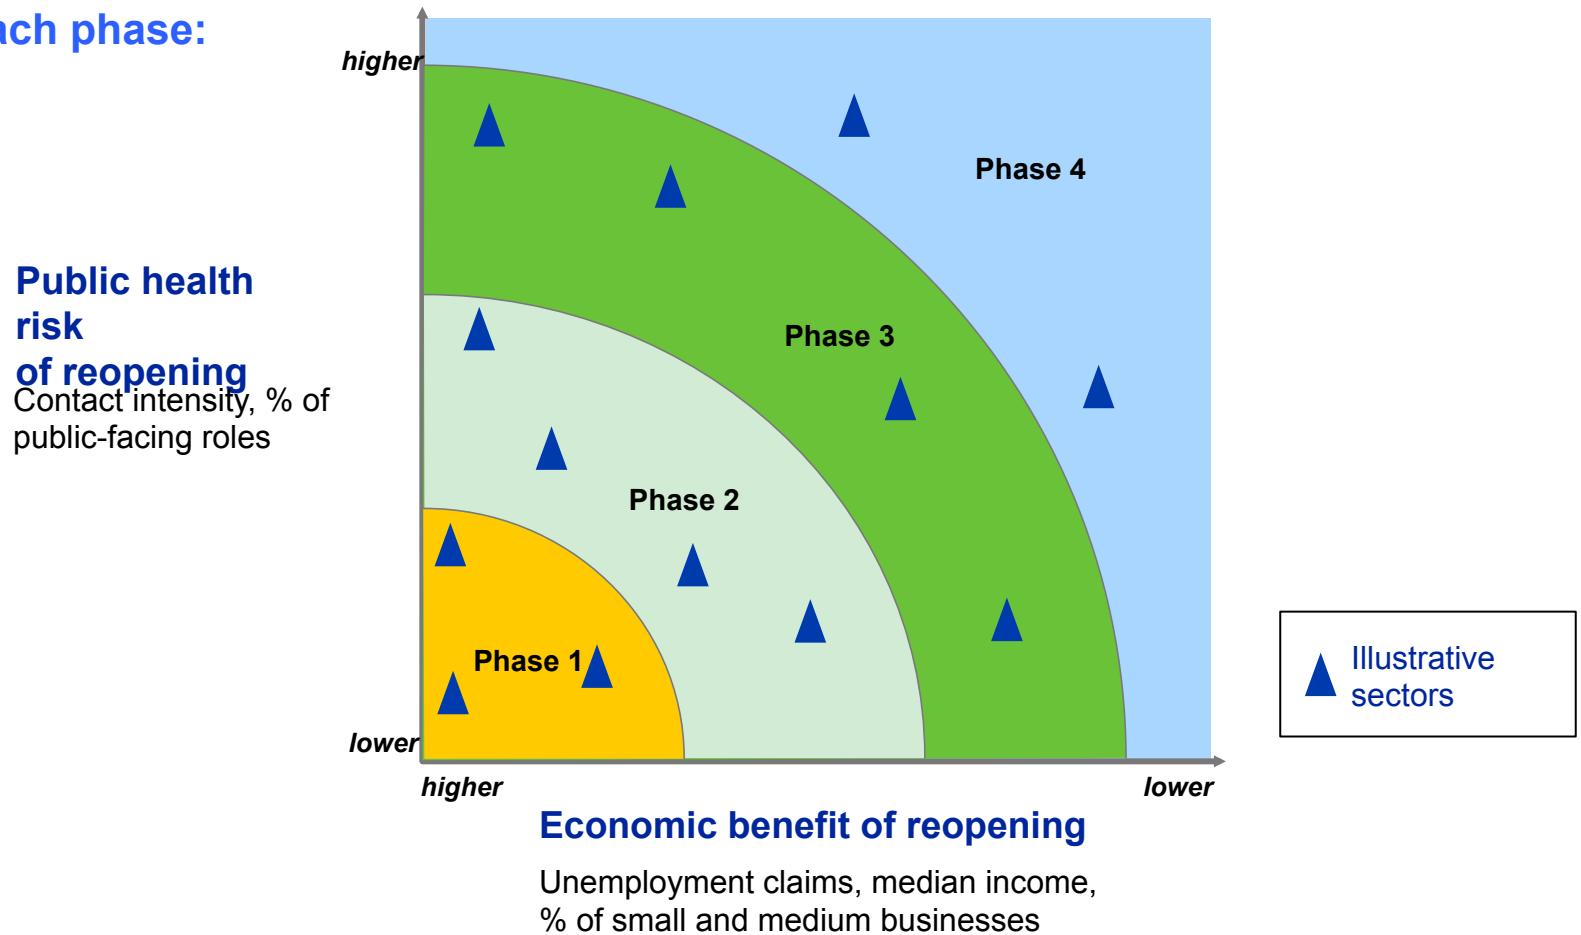 ach phase:
higher
Phase 4
Public health
risk
of reopening
Contact intensity, % of
public-facing roles
Phase 3
Phase 2
Phase 1
Illustrative
sectors
lower
higher
lower
Economic benefit of reopening
Unemployment claims, median income,
% of small and medium businesses